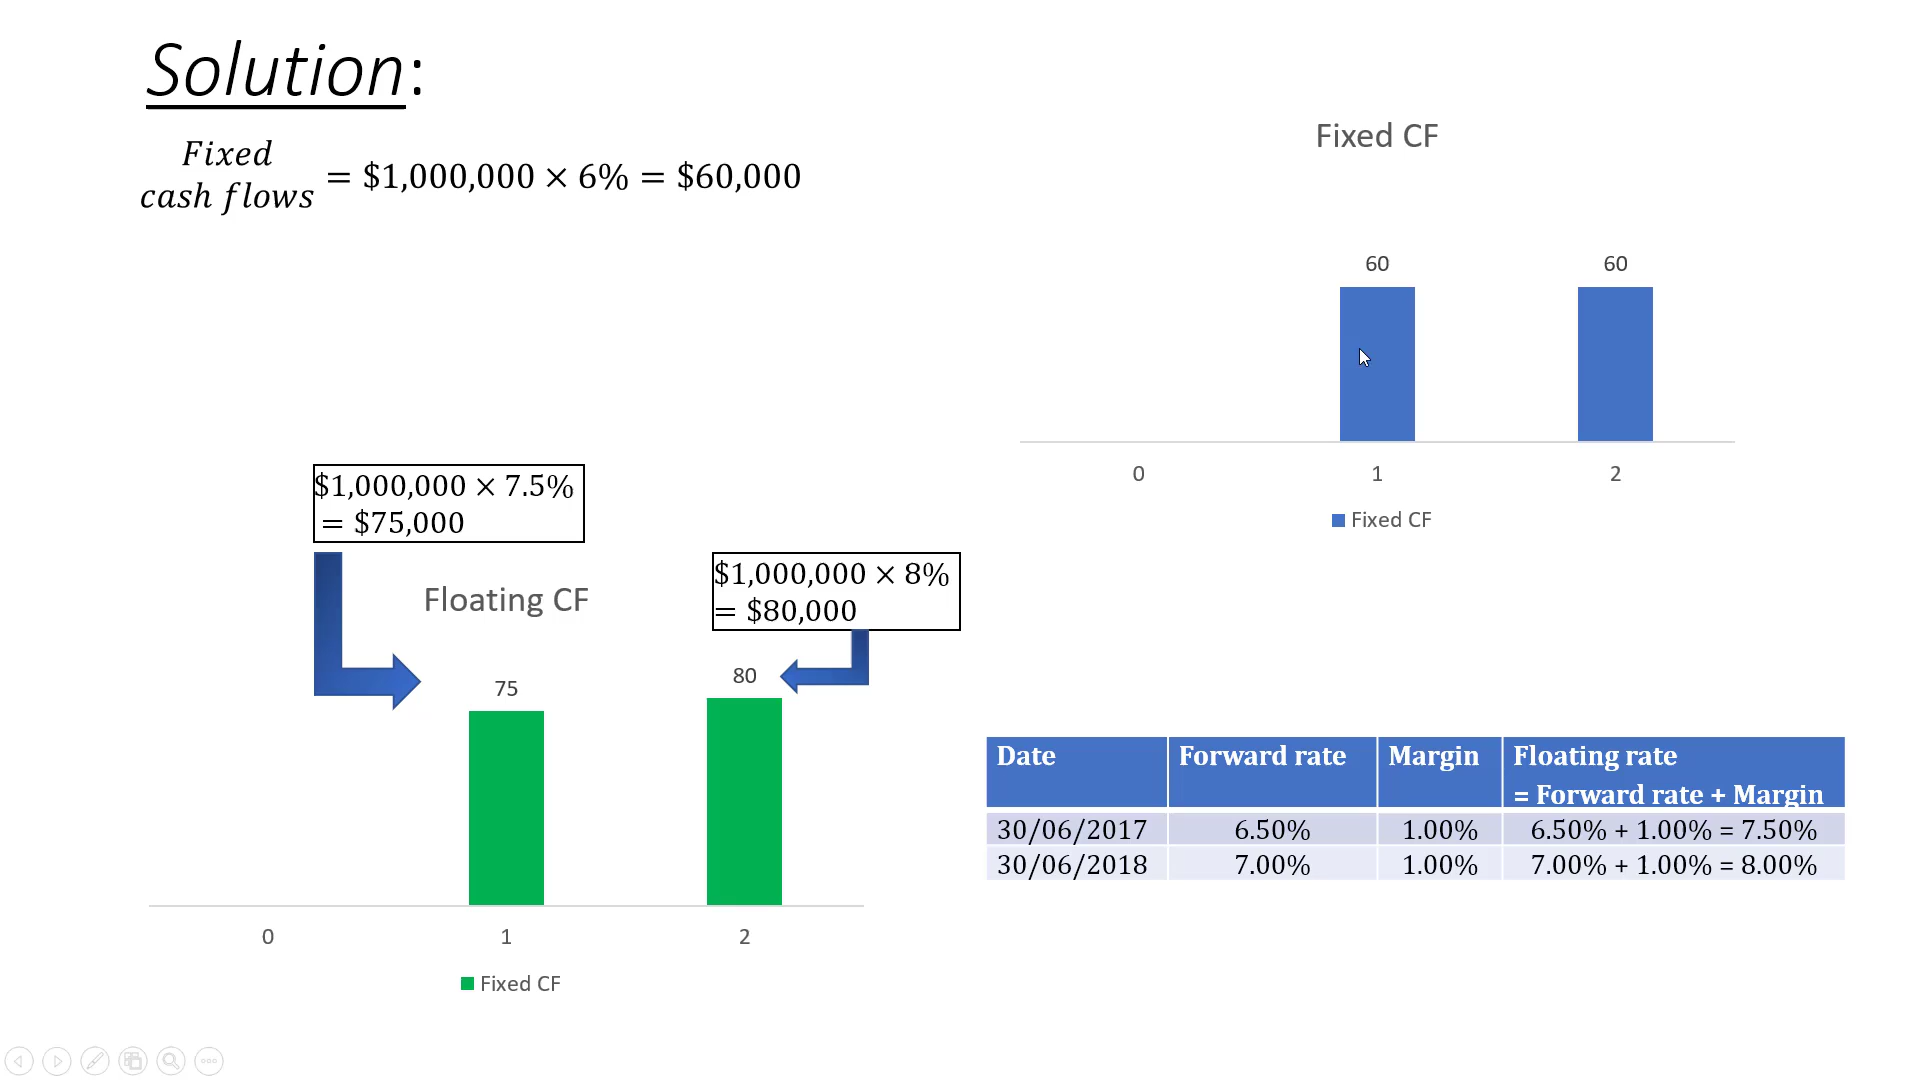 Solution:
Fixed
cash flows = $1,000,000 × 6% = $60,000
Fixed CF
60 60
0 1 2
Fixed CF
$1,000,000 × 7.5%
= $75,000
$1,000,000 × 8%
= $80,000
Floating CF
75 80
0 1 2
Fixed CF
Date Forward rate Margin Floating rate
= Forward rate + Margin
30/06/2017 6.50% 1.00% 6.50% + 1.00% = 7.50%
30/06/2018 7.00% 1.00% 7.00% + 1.00% = 8.00%